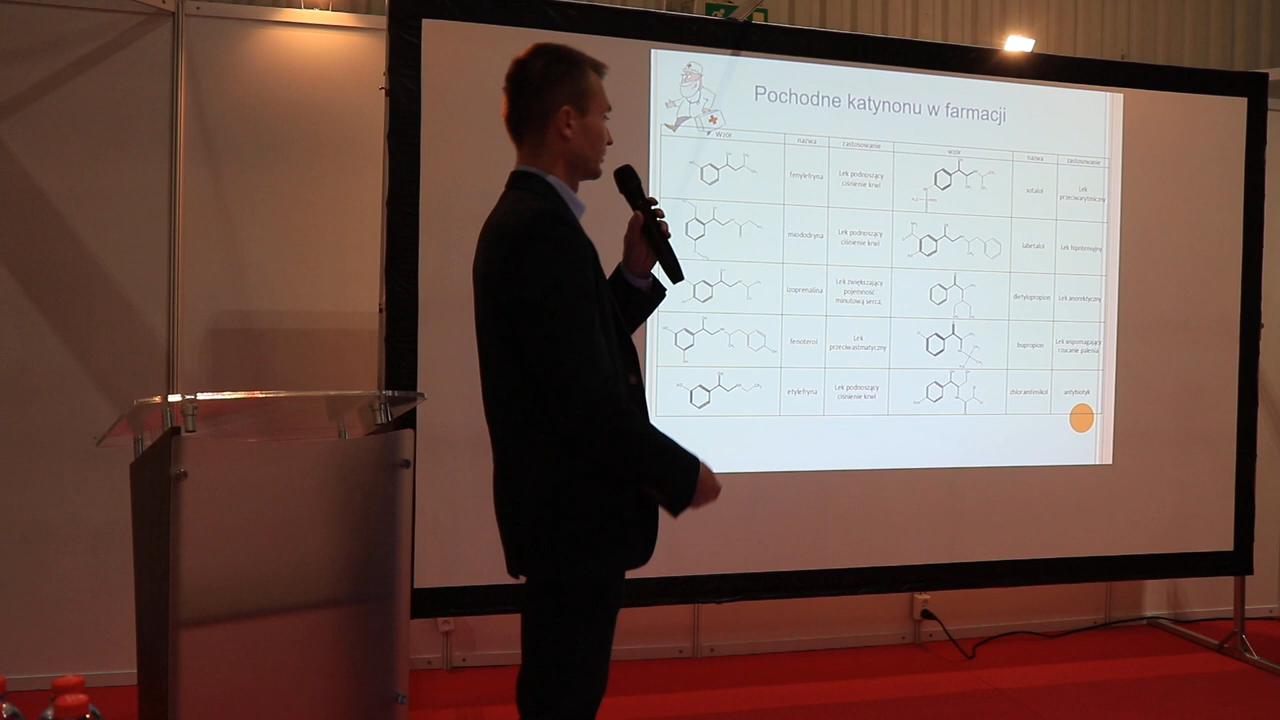 Pochodne katynonu w farmacji
Wzór nazwa zastosowanie wzór nazwa zastosowanie
fenylefryna
Lek podnoszący
ciśnienie krwi
sotalol
Lek
przeciwarytmiczny
miododryna
Lek podnoszący
ciśnienie krwi
labetalol
Lek hipotensyjny
izoprenalina
Lek zwiększający
pojemność
minutową serca,
dietylopropion
Lek anorektyczny
fenoterol
Lek
przeciwastmatyczny
bupropion
Lek wspomagający
rzucanie palenia
etylefryna
Lek podnoszący
ciśnienie krwi
chloramfenikol
antybiotyk